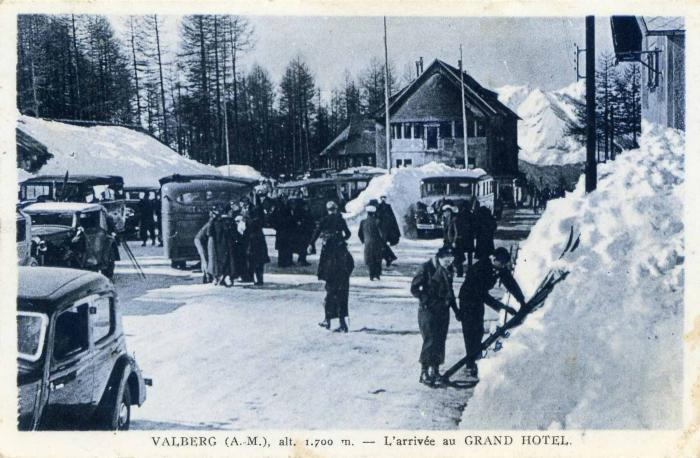 VALBERG (A.-M.), alt. 1.700 m. — L'arrivée au GRAND HOTEL.